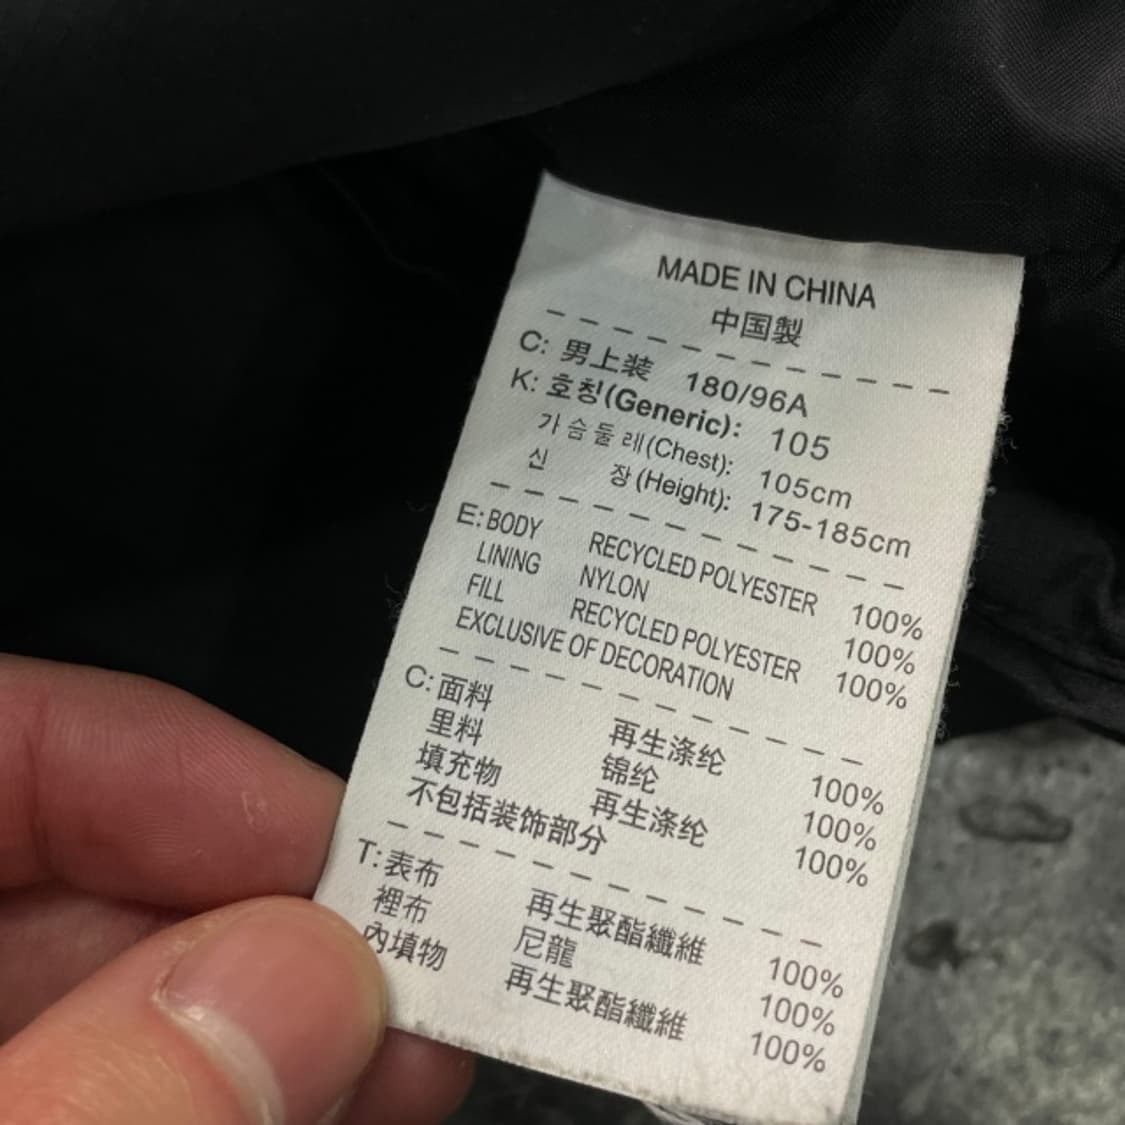 MADE IN CHINA
中国製
C: 男上装 180/96A
K: 호칭(Generic): 105
가슴둘레(Chest): 105cm
신 장(Height): 175-185cm
E: BODY RECYCLED POLYESTER 100%
LINING NYLON 100%
FILL RECYCLED POLYESTER 100%
EXCLUSIVE OF DECORATION
C: 面料 再生涤纶 100%
里料 锦纶 100%
填充物 再生涤纶 100%
不包括装饰部分
T: 表布 再生聚酯纖維 100%
裡布 尼龍 100%
內填物 再生聚酯纖維 100%